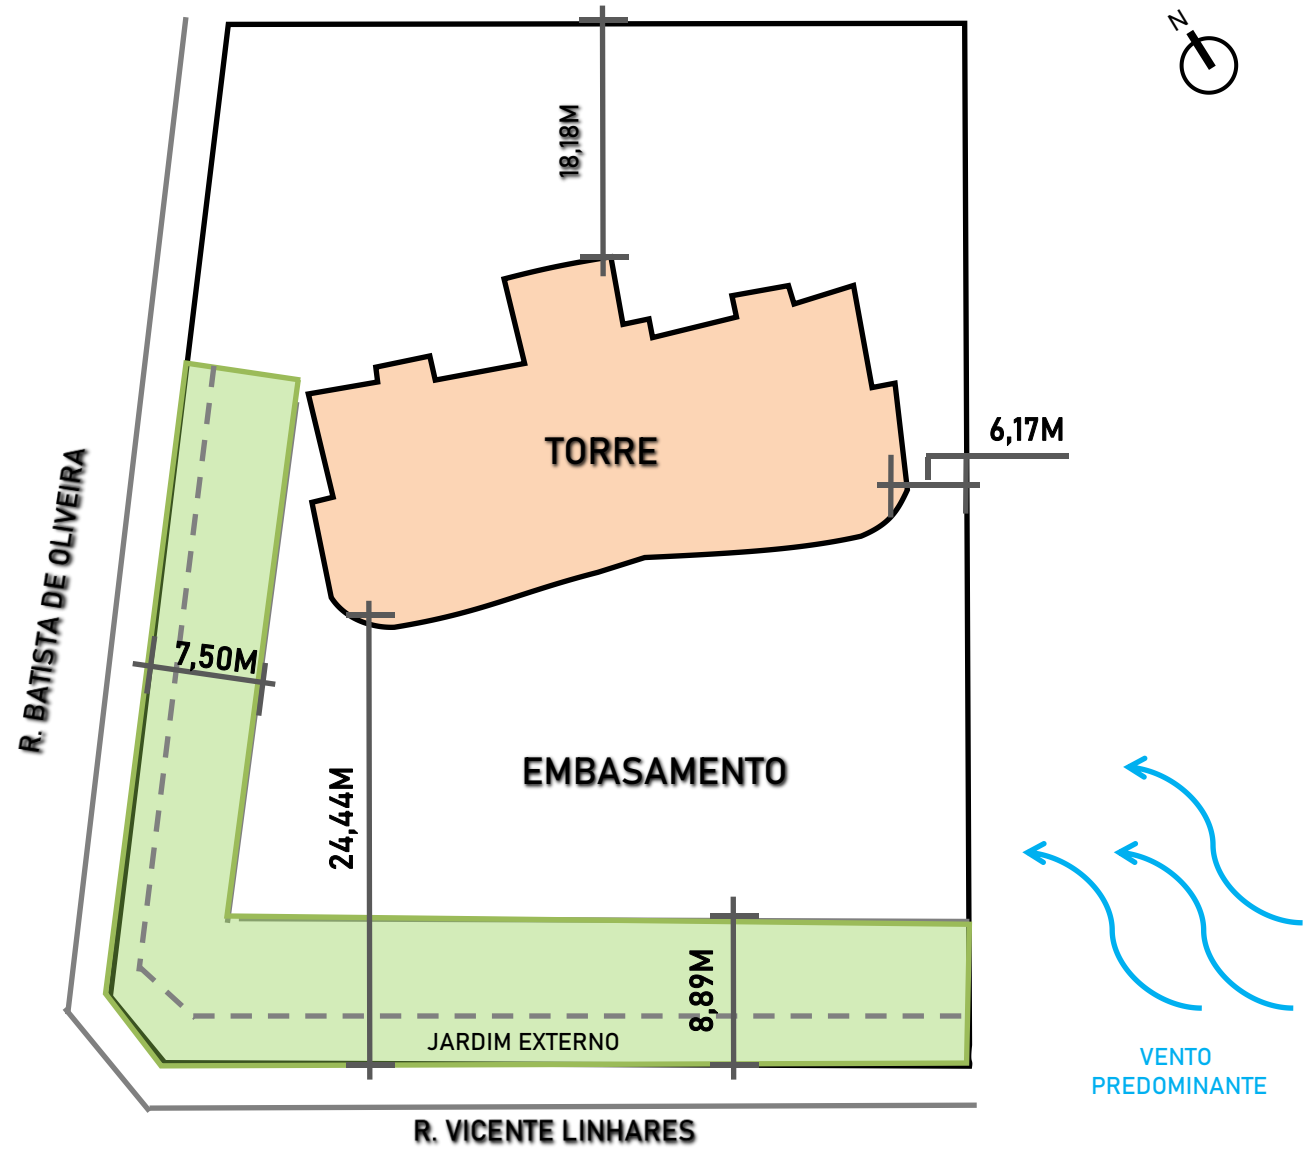 N
18,18M
6,17M
TORRE
R. BATISTA DE OLIVEIRA
7,50M
EMBASAMENTO
24,44M
8,89M
JARDIM EXTERNO
VENTO
PREDOMINANTE
R. VICENTE LINHARES